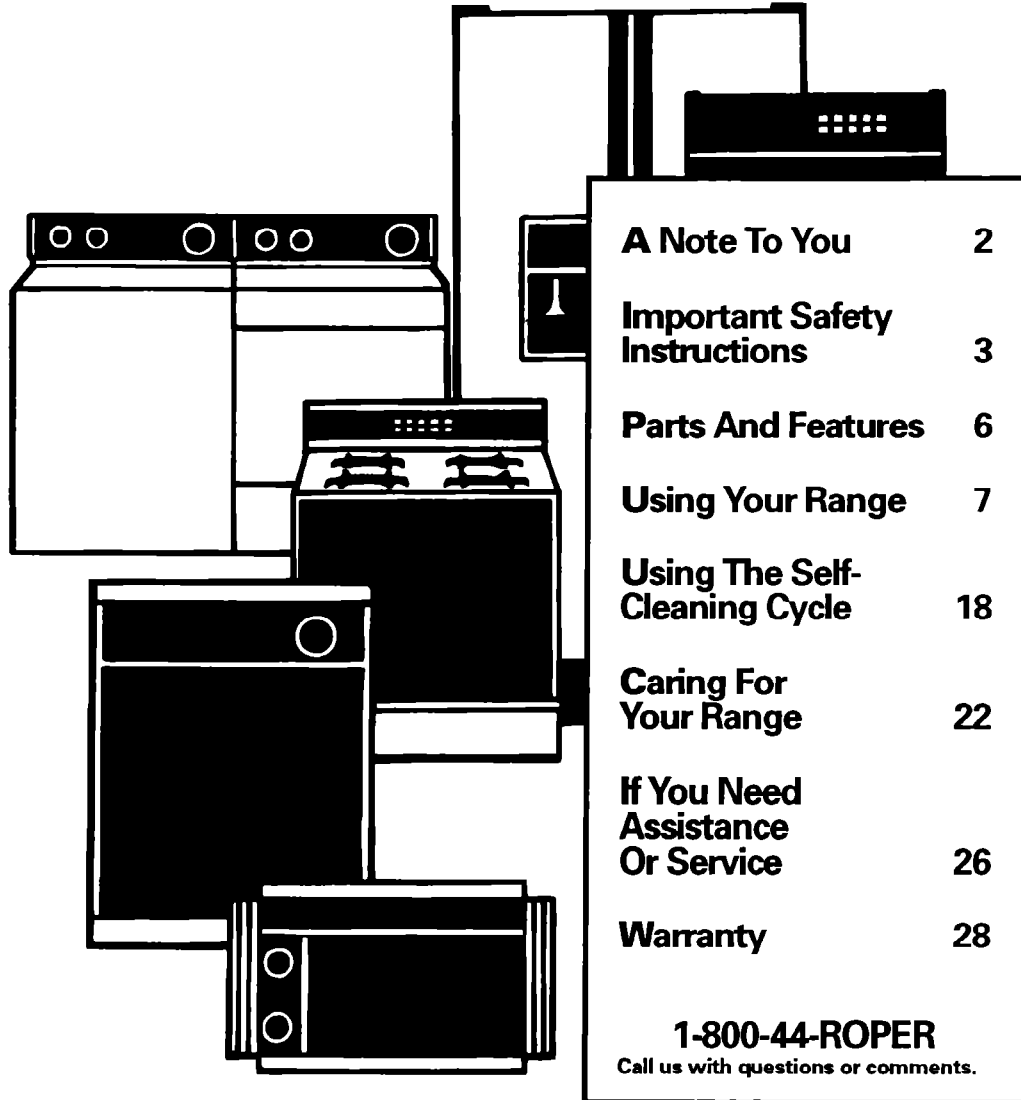 A Note To You 2
Important Safety
Instructions 3
Parts And Features 6
Using Your Range 7
Using The Self-
Cleaning Cycle 18
Caring For
Your Range 22
If You Need
Assistance
Or Service 26
Warranty 28
1-800-44-ROPER
Call us with questions or comments.